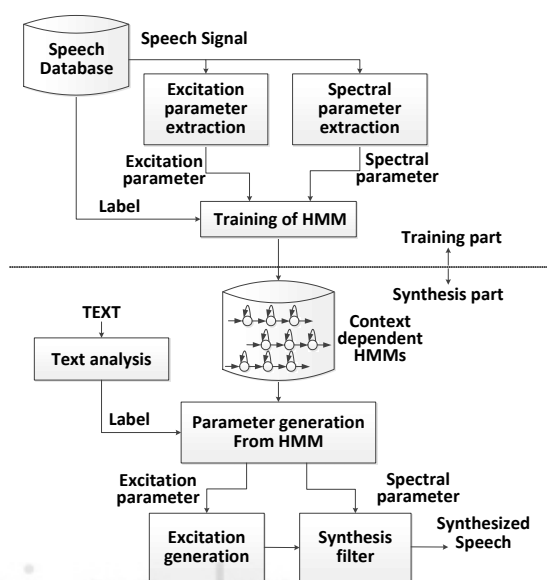 Speech Signal
Speech
Database
Excitation
parameter
extraction
Spectral
parameter
extraction
Excitation
parameter
Spectral
parameter
Label
Training of HMM
Training part
Synthesis part
TEXT
Text analysis
Context
dependent
HMMs
Label
Parameter generation
From HMM
Excitation
parameter
Spectral
parameter
Excitation
generation
Synthesis
filter
Synthesized
Speech